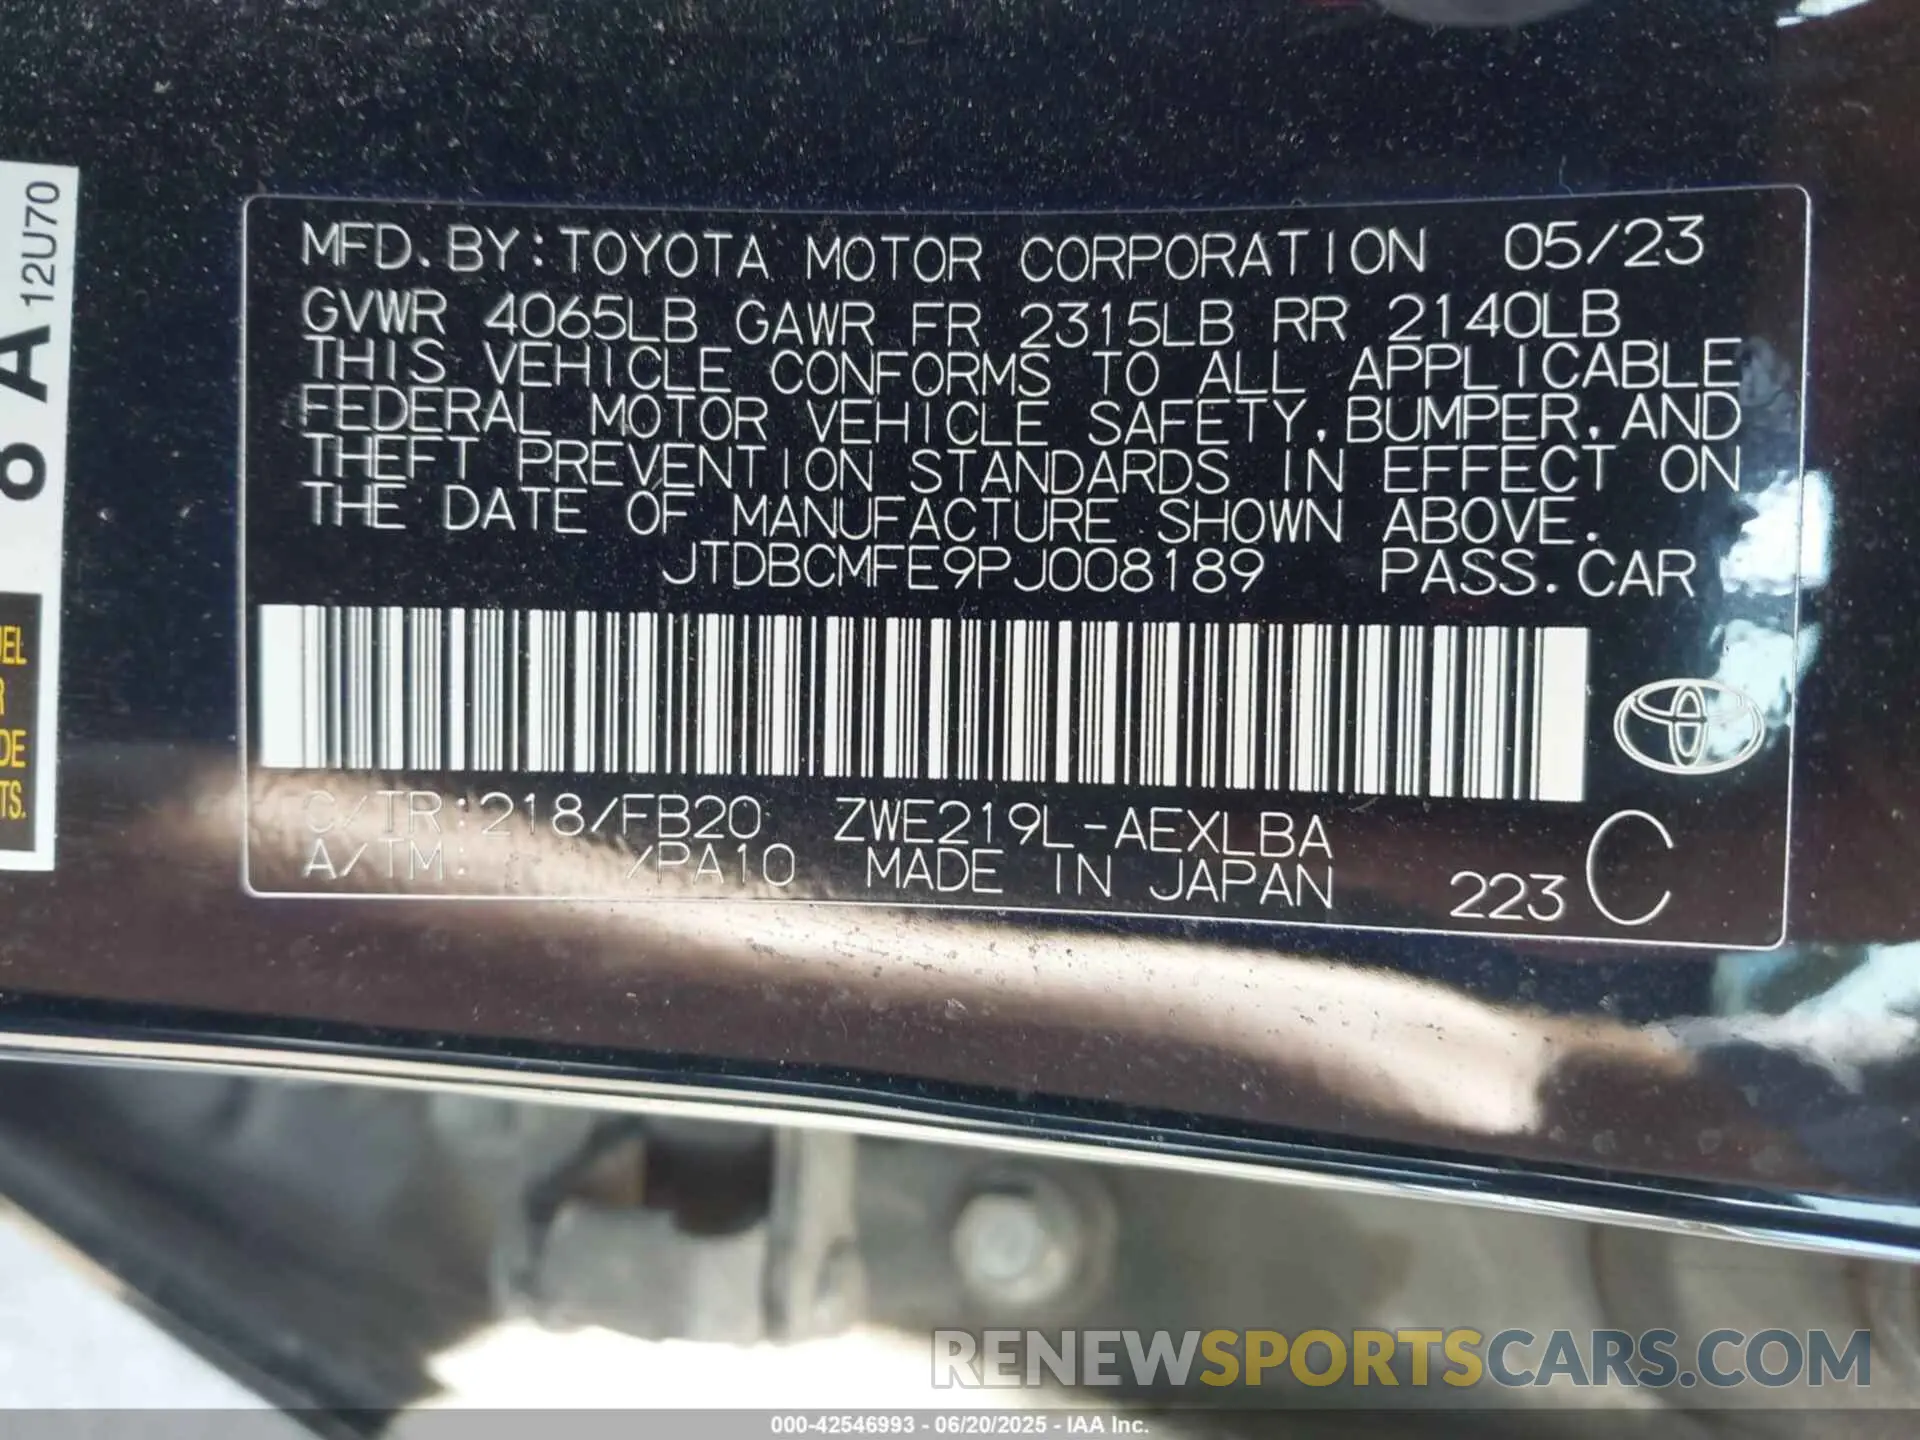 MFD. BY: TOYOTA MOTOR CORPORATION 05/23
GVWR 4065LB GAWR FR 2315LB RR 2140LB
THIS VEHICLE CONFORMS TO ALL APPLICABLE
FEDERAL MOTOR VEHICLE SAFETY, BUMPER, AND
THEFT PREVENTION STANDARDS IN EFFECT ON
THE DATE OF MANUFACTURE SHOWN ABOVE.
JTDBCMFE9PJ008189 PASS. CAR
C/TR: 218/FB20 ZWE219L-AEXLBA
A/TM: /PA10 MADE IN JAPAN 223 C
8 A 12U70
RENEWSPORTSCARS.COM
000-42546993 - 06/20/2025 - IAA Inc.